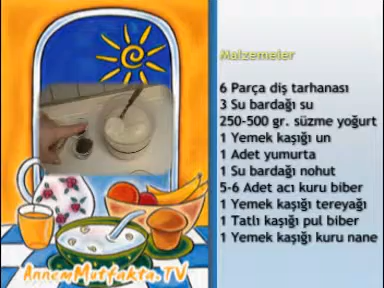 Malzemeler
6 Parça diş tarhanası
3 Su bardağı su
250-500 gr. süzme yoğurt
1 Yemek kaşığı un
1 Adet yumurta
1 Su bardağı nohut
5-6 Adet acı kuru biber
1 Yemek kaşığı tereyağı
1 Tatlı kaşığı pul biber
1 Yemek kaşığı kuru nane
AnnemMutfakta.TV